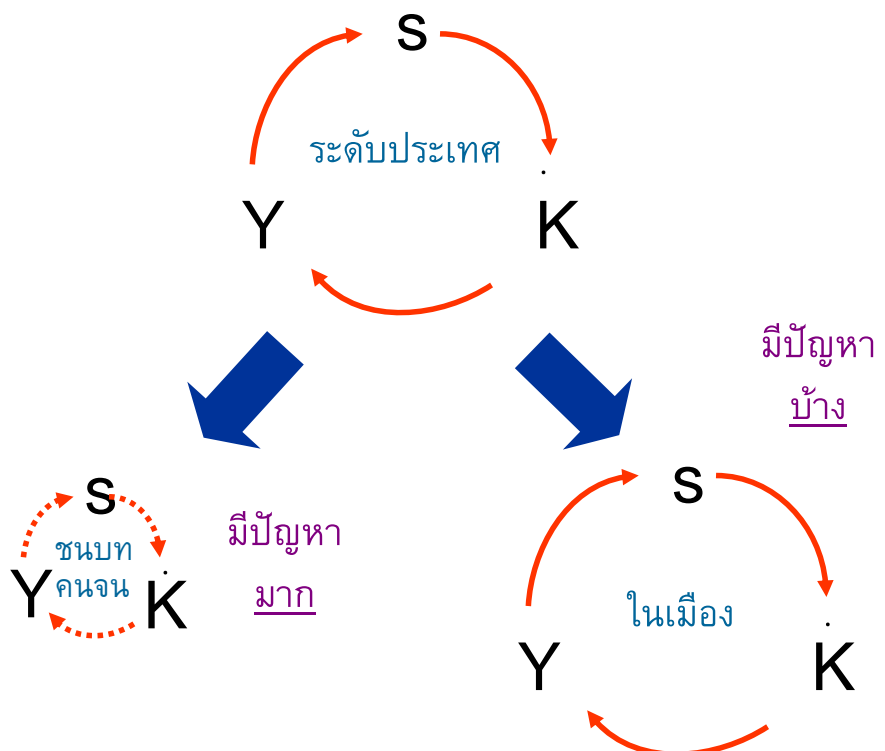 S
ระดับประเทศ
Y
K̇
มีปัญหา
บ้าง
S
ชนบท
คนจน
Y
K̇
มีปัญหา
มาก
S
ในเมือง
Y
K̇